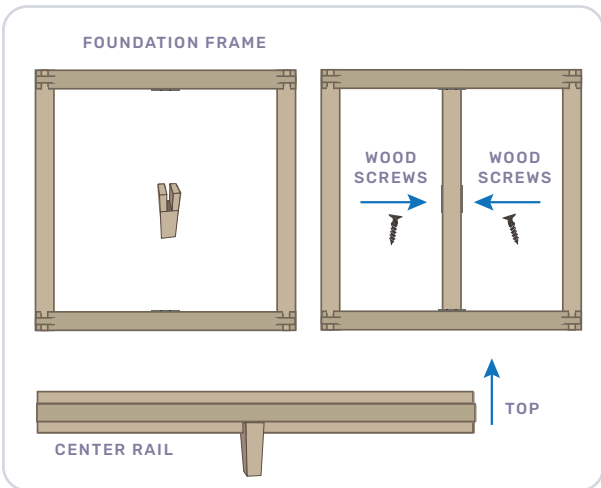 FOUNDATION FRAME
WOOD
SCREWS
WOOD
SCREWS
TOP
CENTER RAIL